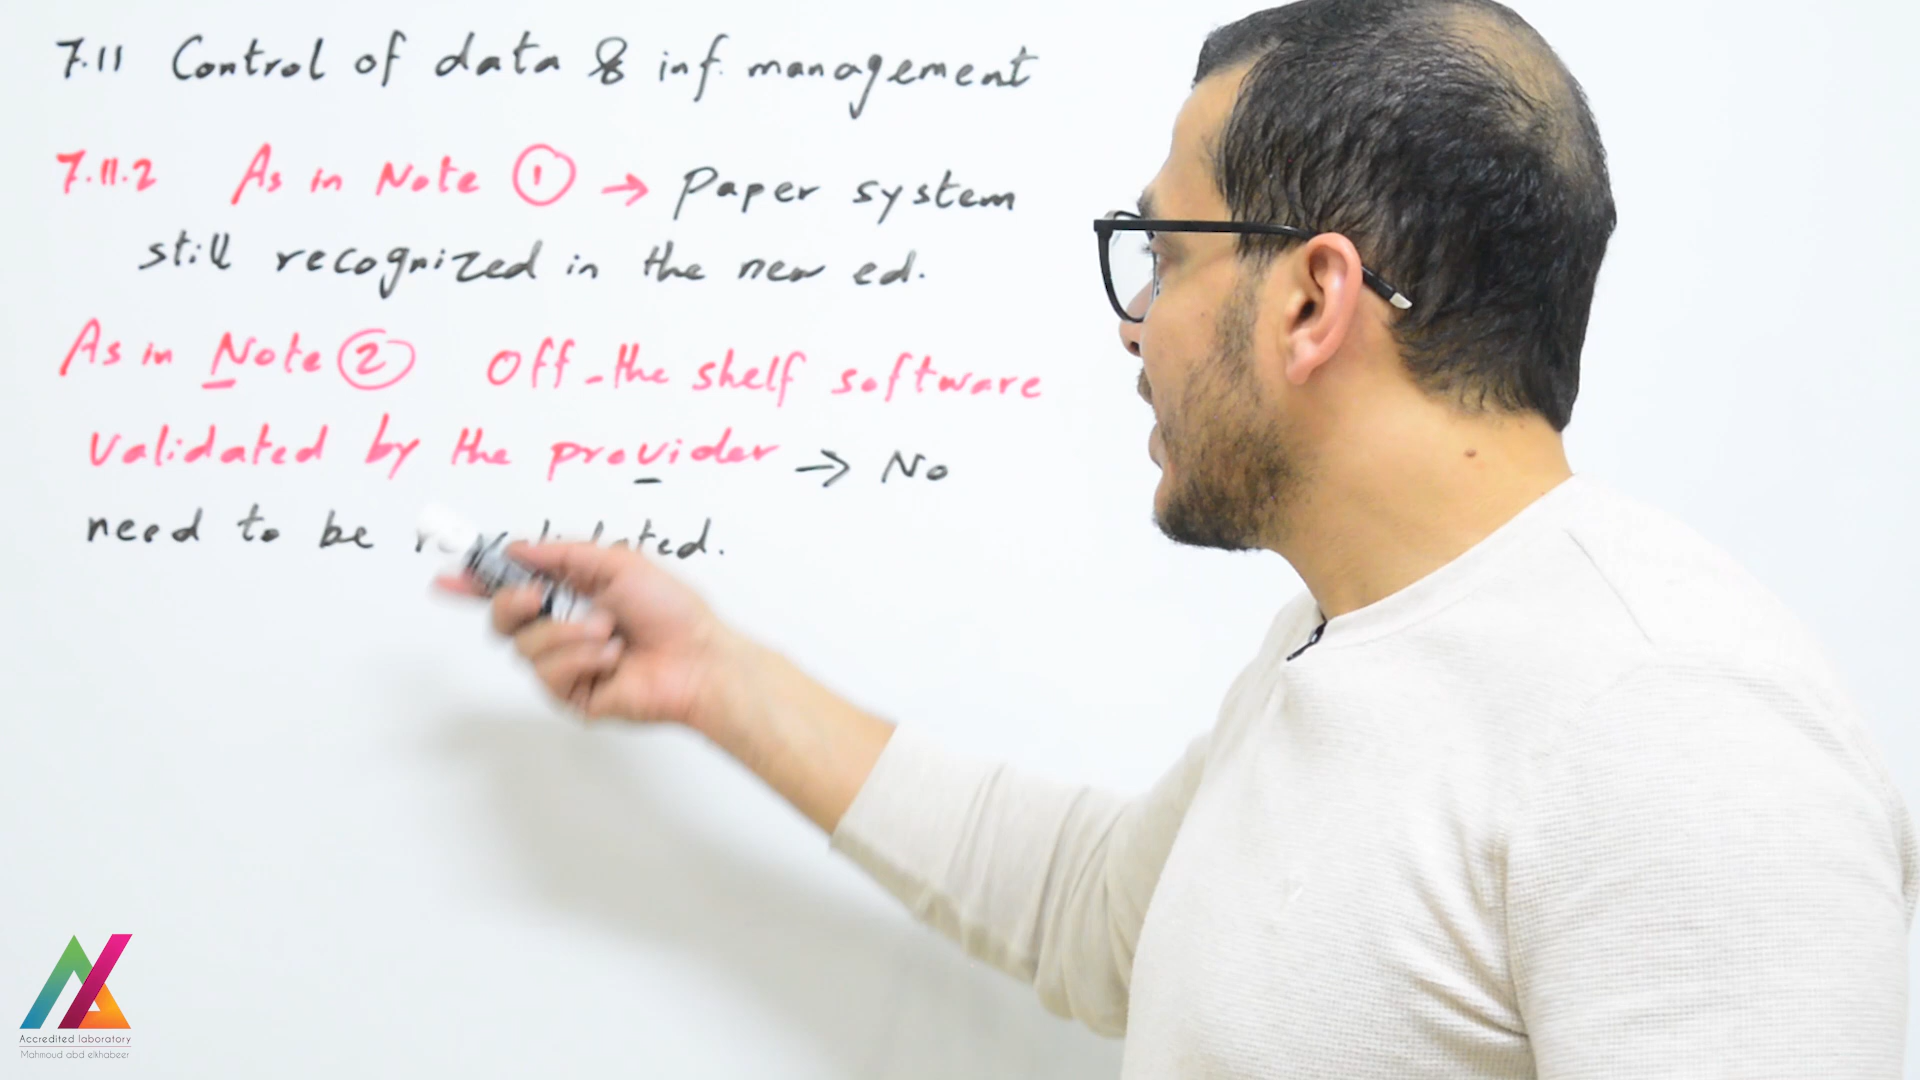 7.11 Control of data & inf. management
7.11.2 As in Note 1 → Paper system
still recognized in the new ed.
As in Note 2 Off-the shelf software
validated by the provider → No
need to be
Accredited laboratory
Mahmoud abd elkhabeer